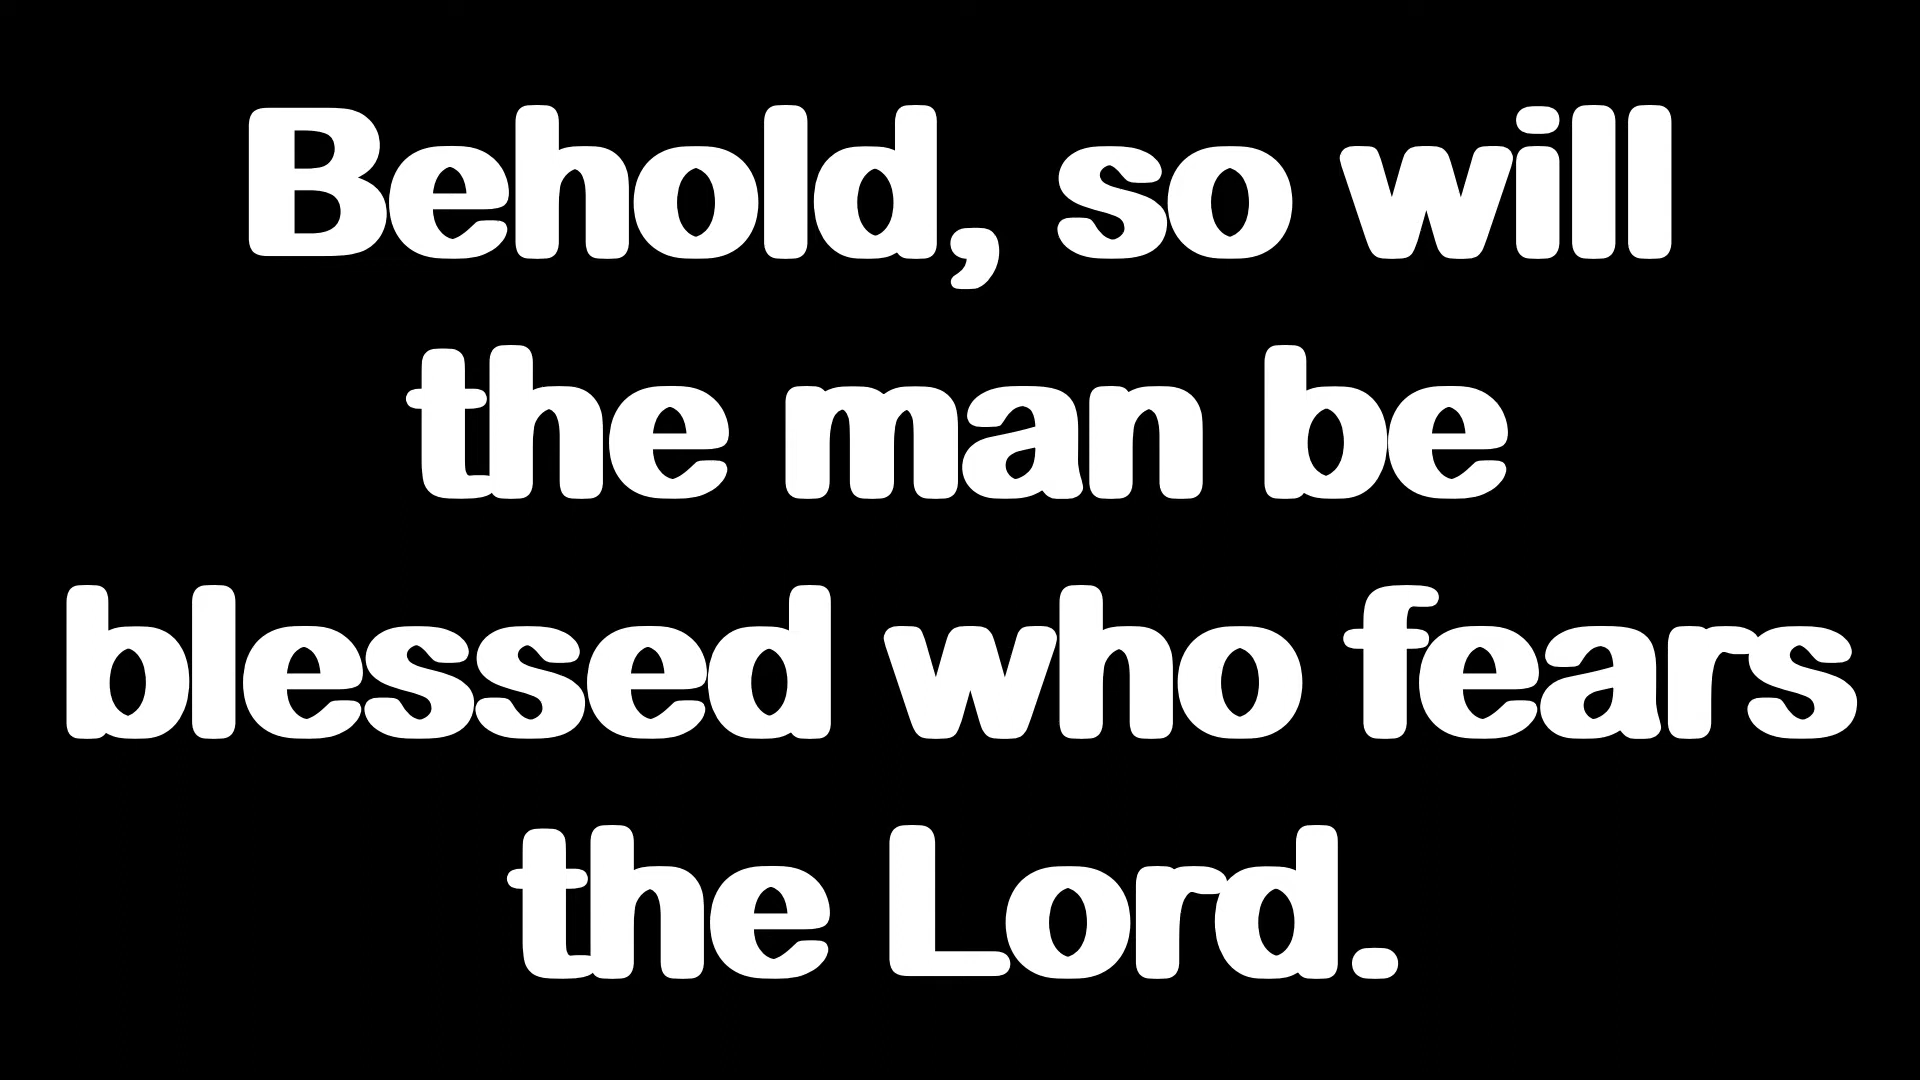 Behold, so will
the man be
blessed who fears
the Lord.